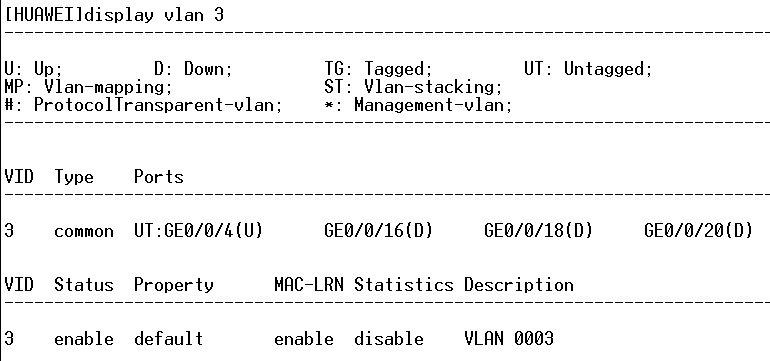 [HUAWEI]display vlan 3
--------------------------------------------------------------------------------
U: Up;         D: Down;         TG: Tagged;         UT: Untagged;
MP: Vlan-mapping;               ST: Vlan-stacking;
#: ProtocolTransparent-vlan;    *: Management-vlan;
--------------------------------------------------------------------------------
VID  Type    Ports
--------------------------------------------------------------------------------
3    common  UT:GE0/0/4(U)      GE0/0/16(D)     GE0/0/18(D)     GE0/0/20(D)
VID  Status  Property      MAC-LRN Statistics Description
--------------------------------------------------------------------------------
3    enable  default       enable  disable    VLAN 0003